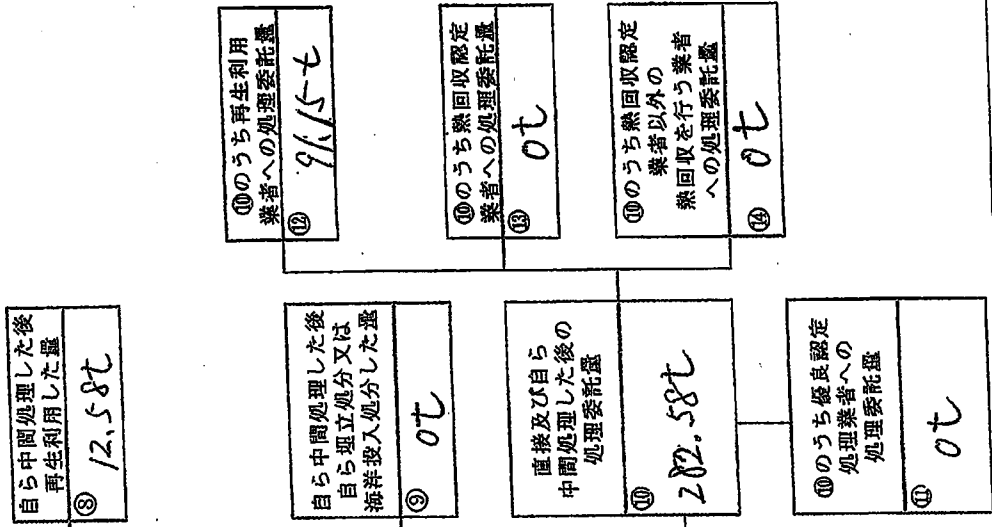 自ら中間処理した後
再生利用した量
⑧
12.58t
自ら中間処理した後
自ら埋立処分又は
海洋投入処分した量
⑨
0t
直接及び自ら
中間処理した後の
処理委託量
⑩
282.58t
⑩のうち優良認定
処理業者への
処理委託量
⑪
0t
⑩のうち再生利用
業者への処理委託量
⑫
91.15t
⑩のうち熱回収認定
業者への処理委託量
⑬
0t
⑩のうち熱回収認定
業者以外の
熱回収を行う業者
への処理委託量
⑭
0t